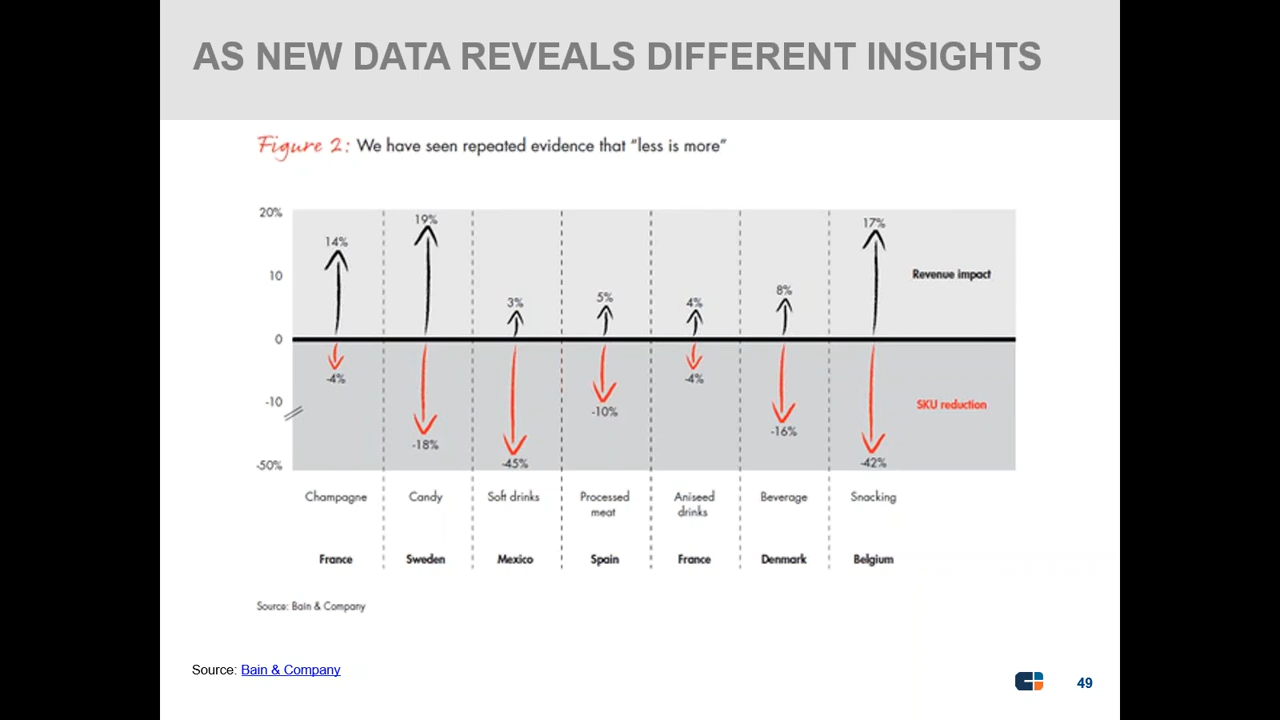 AS NEW DATA REVEALS DIFFERENT INSIGHTS
Figure 2: We have seen repeated evidence that “less is more”
20%
10
0
-10
-50%
14%
19%
3%
5%
4%
8%
17%
Revenue impact
-4%
-18%
-45%
-10%
-4%
-16%
-42%
SKU reduction
Champagne
Candy
Soft drinks
Processed
meat
Aniseed
drinks
Beverage
Snacking
France
Sweden
Mexico
Spain
France
Denmark
Belgium
Source: Bain & Company
Source: Bain & Company
49